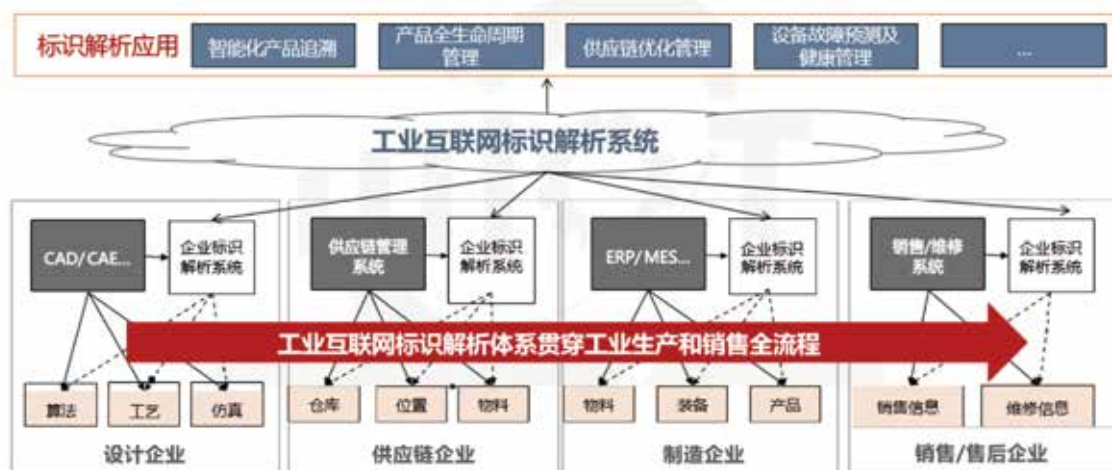 标识解析应用
智能化产品追溯
产品全生命周期
管理
供应链优化管理
设备故障预测及
健康管理
...
工业互联网标识解析系统
CAD/CAE...
企业标识
解析系统
供应链管理
系统
企业标识
解析系统
ERP/MES...
企业标识
解析系统
销售/维修
系统
企业标识
解析系统
工业互联网标识解析体系贯穿工业生产和销售全流程
算法
工艺
仿真
仓库
位置
物料
物料
装备
产品
销售信息
维修信息
设计企业
供应链企业
制造企业
销售/售后企业